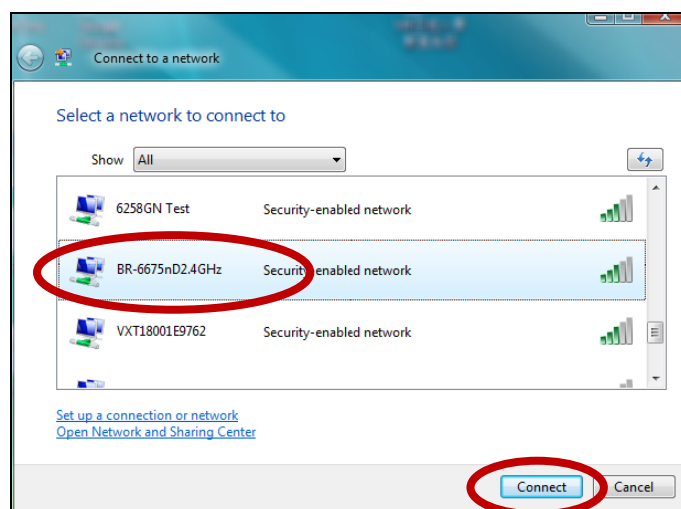 Connect to a network
Select a network to connect to
Show All
6258GN Test Security-enabled network
BR-6675nD2.4GHz Security-enabled network
VXT18001E9762 Security-enabled network
Set up a connection or network
Open Network and Sharing Center
Connect Cancel